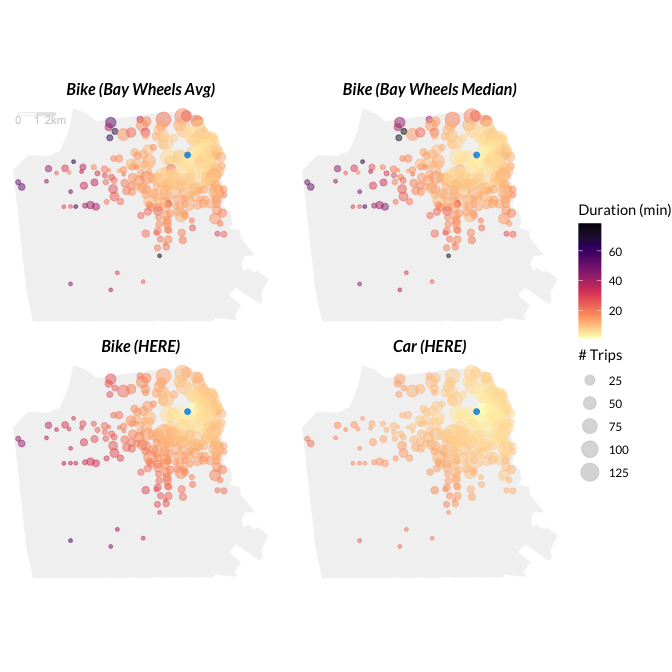 Bike (Bay Wheels Avg)
Bike (Bay Wheels Median)
0 1 2km
Duration (min)
60
40
20
# Trips
25
50
75
100
125
Bike (HERE)
Car (HERE)